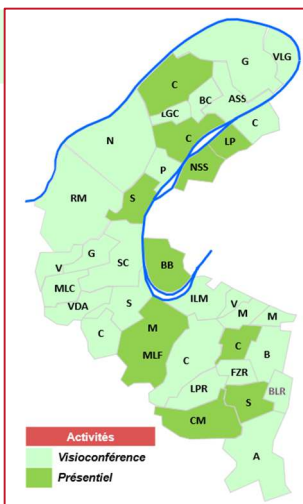 VLG
G
C
BC
ASS
LGC
C
C
LP
N
P
NSS
RM
S
G
V
SC
BB
MLC
VDA
S
ILM
V
M
M
C
M
C
B
MLF
C
FZR
LPR
BLR
S
CM
A
Activités
Visioconférence
Présentiel